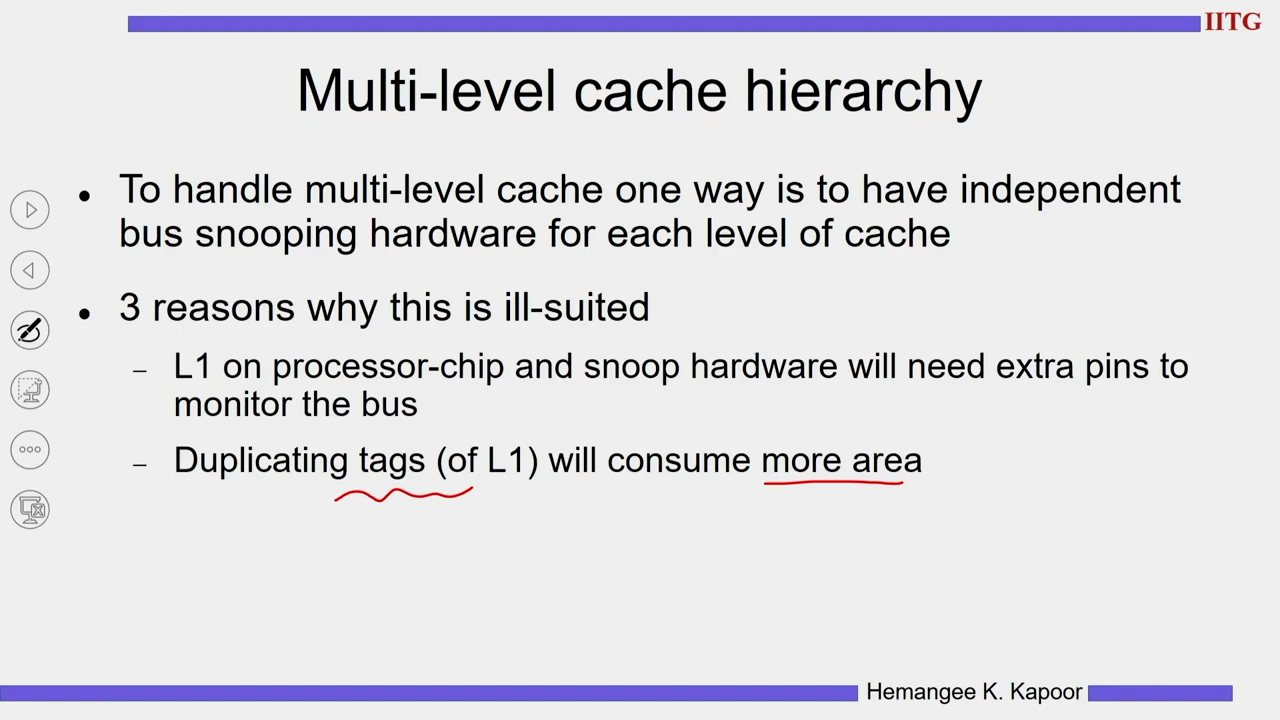 IITG
Multi-level cache hierarchy
• To handle multi-level cache one way is to have independent
bus snooping hardware for each level of cache
• 3 reasons why this is ill-suited
– L1 on processor-chip and snoop hardware will need extra pins to
monitor the bus
– Duplicating tags (of L1) will consume more area
Hemangee K. Kapoor